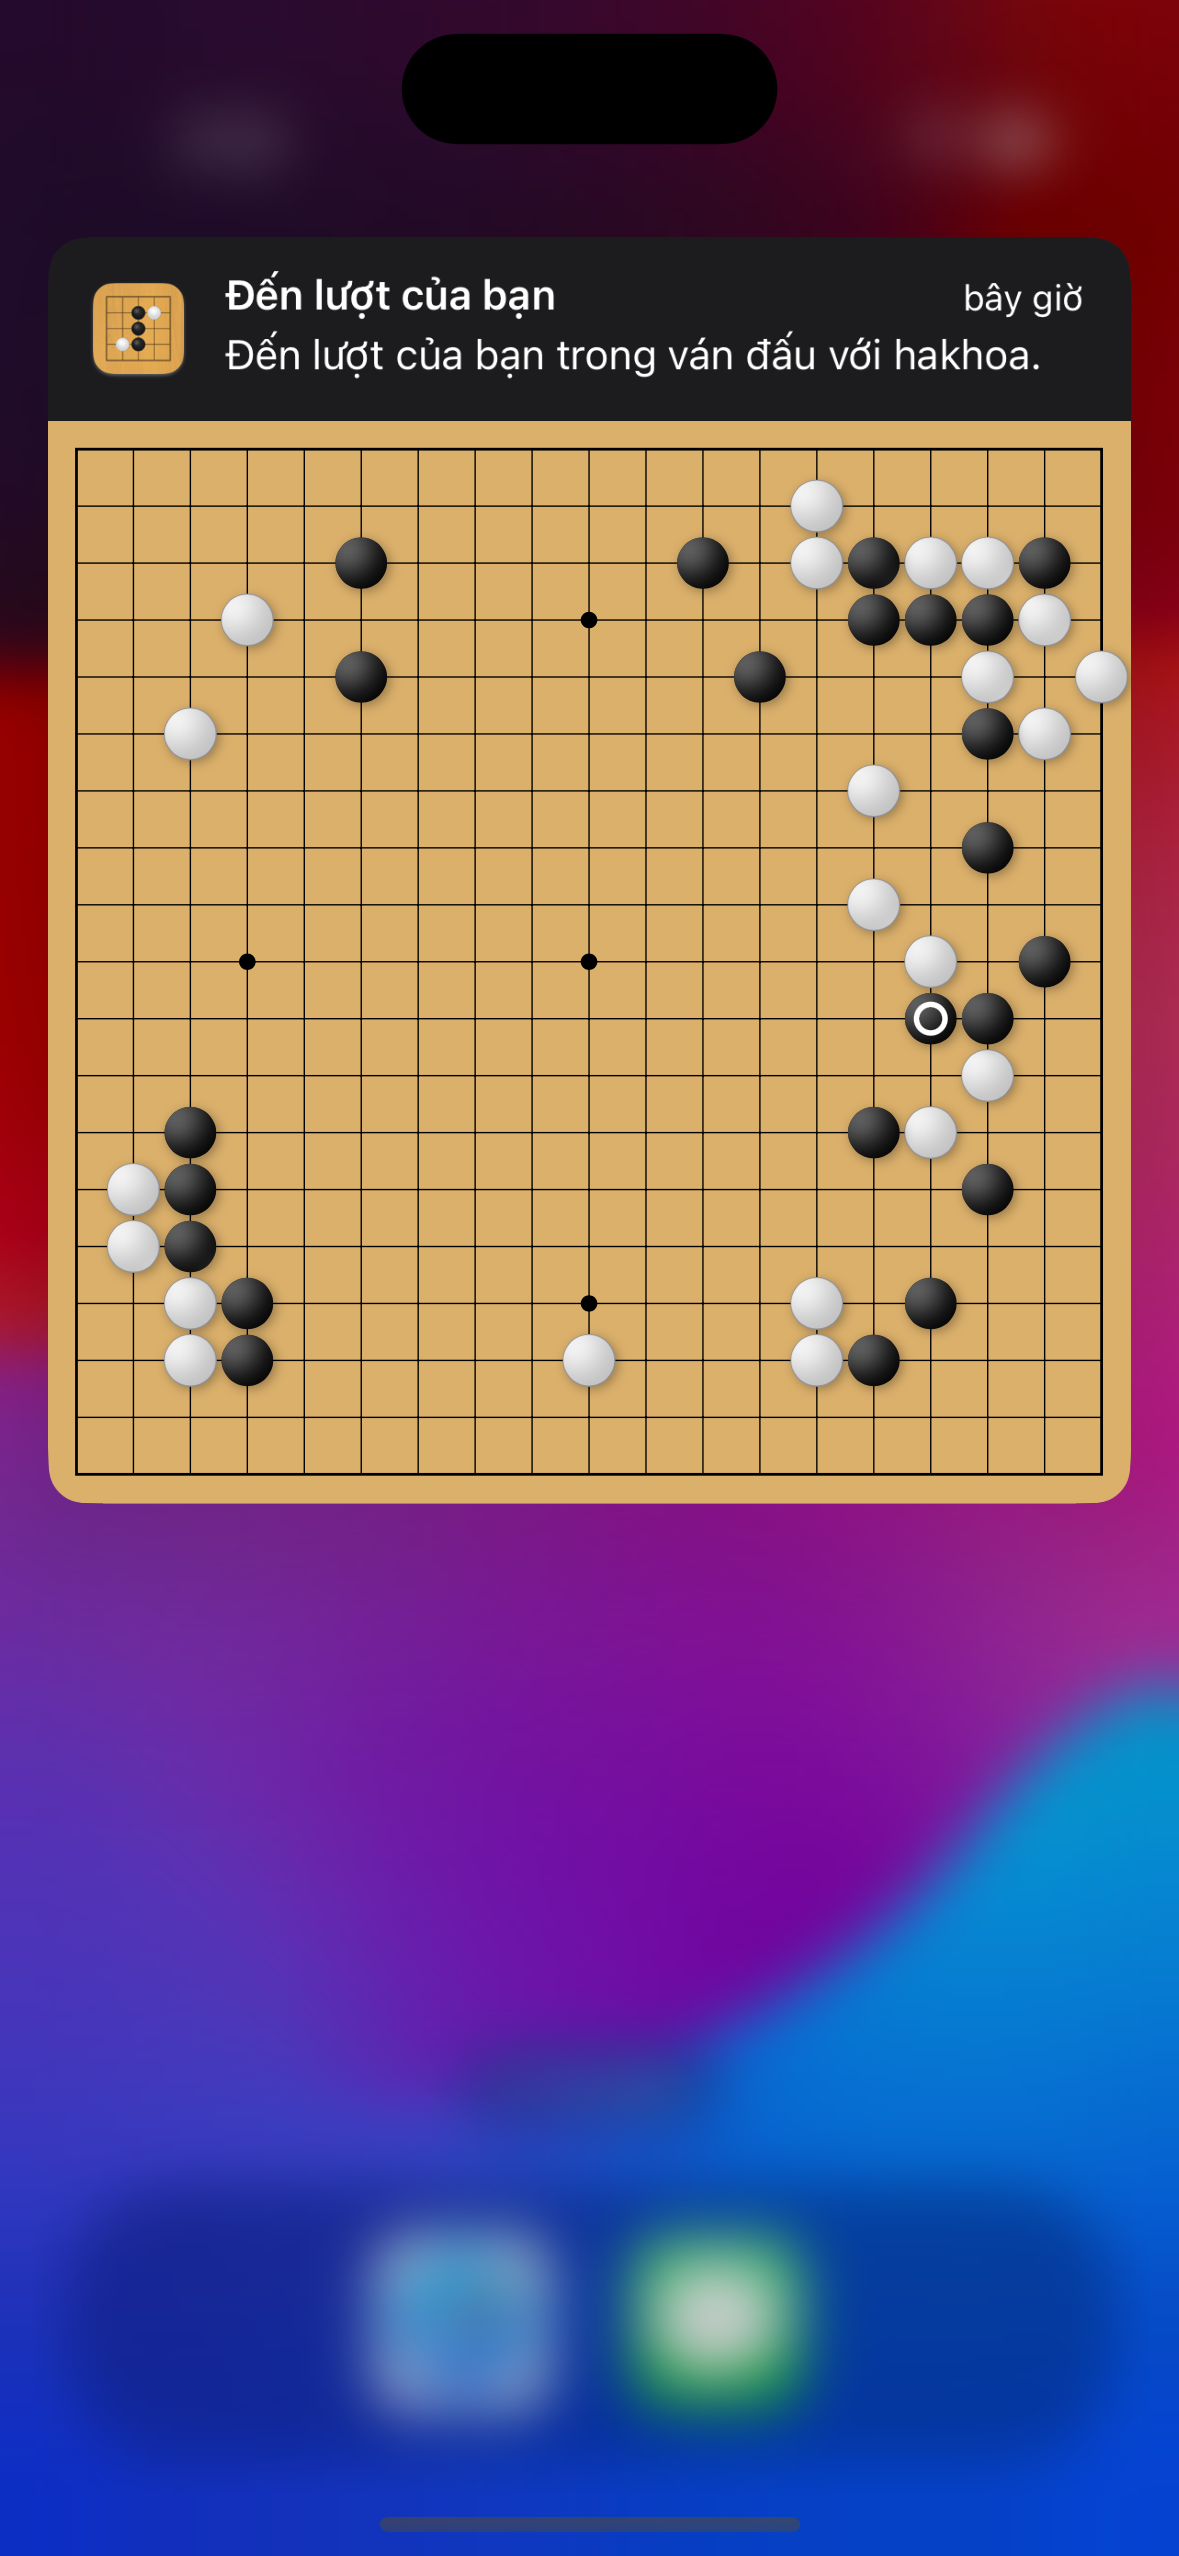 Đến lượt của bạn
bây giờ
Đến lượt của bạn trong ván đấu với hakhoa.